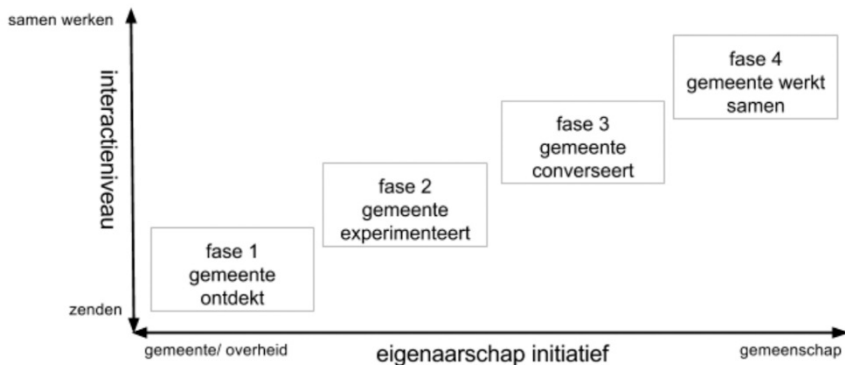 samen werken
interactieniveau
zenden
fase 1
gemeente
ontdekt
fase 2
gemeente
experimenteert
fase 3
gemeente
converseert
fase 4
gemeente werkt
samen
gemeente/ overheid
eigenaarschap initiatief
gemeenschap